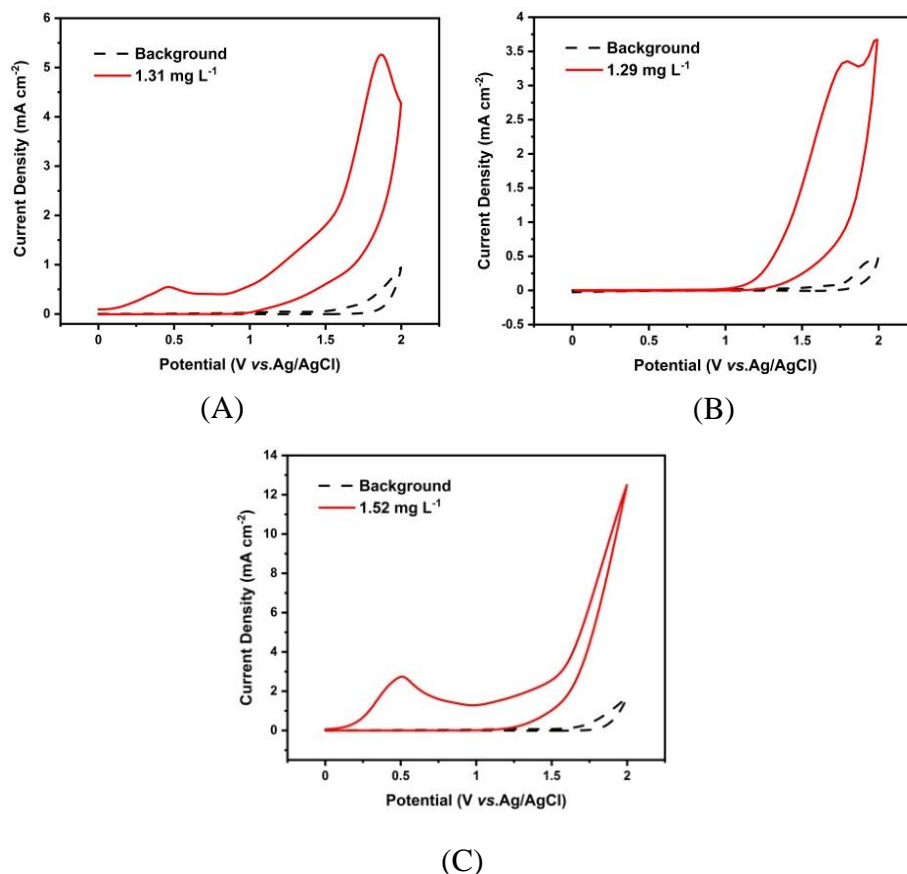 6
5
4
3
2
1
0
0 0.5 1 1.5 2
Current Density (mA cm⁻²)
Potential (V vs.Ag/AgCl)
Background
1.31 mg L⁻¹
(A)
4
3.5
3
2.5
2
1.5
1
0.5
0
-0.5
0 0.5 1 1.5 2
Current Density (mA cm⁻²)
Potential (V vs.Ag/AgCl)
Background
1.29 mg L⁻¹
(B)
14
12
10
8
6
4
2
0
0 0.5 1 1.5 2
Current Density (mA cm⁻²)
Potential (V vs.Ag/AgCl)
Background
1.52 mg L⁻¹
(C)